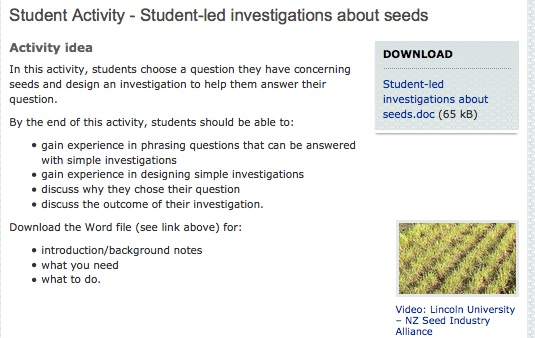 Student Activity - Student-led investigations about seeds
Activity idea
In this activity, students choose a question they have concerning
seeds and design an investigation to help them answer their
question.
By the end of this activity, students should be able to:
• gain experience in phrasing questions that can be answered
with simple investigations
• gain experience in designing simple investigations
• discuss why they chose their question
• discuss the outcome of their investigation.
Download the Word file (see link above) for:
• introduction/background notes
• what you need
• what to do.
DOWNLOAD
Student-led
investigations about
seeds.doc (65 kB)
Video: Lincoln University
– NZ Seed Industry
Alliance